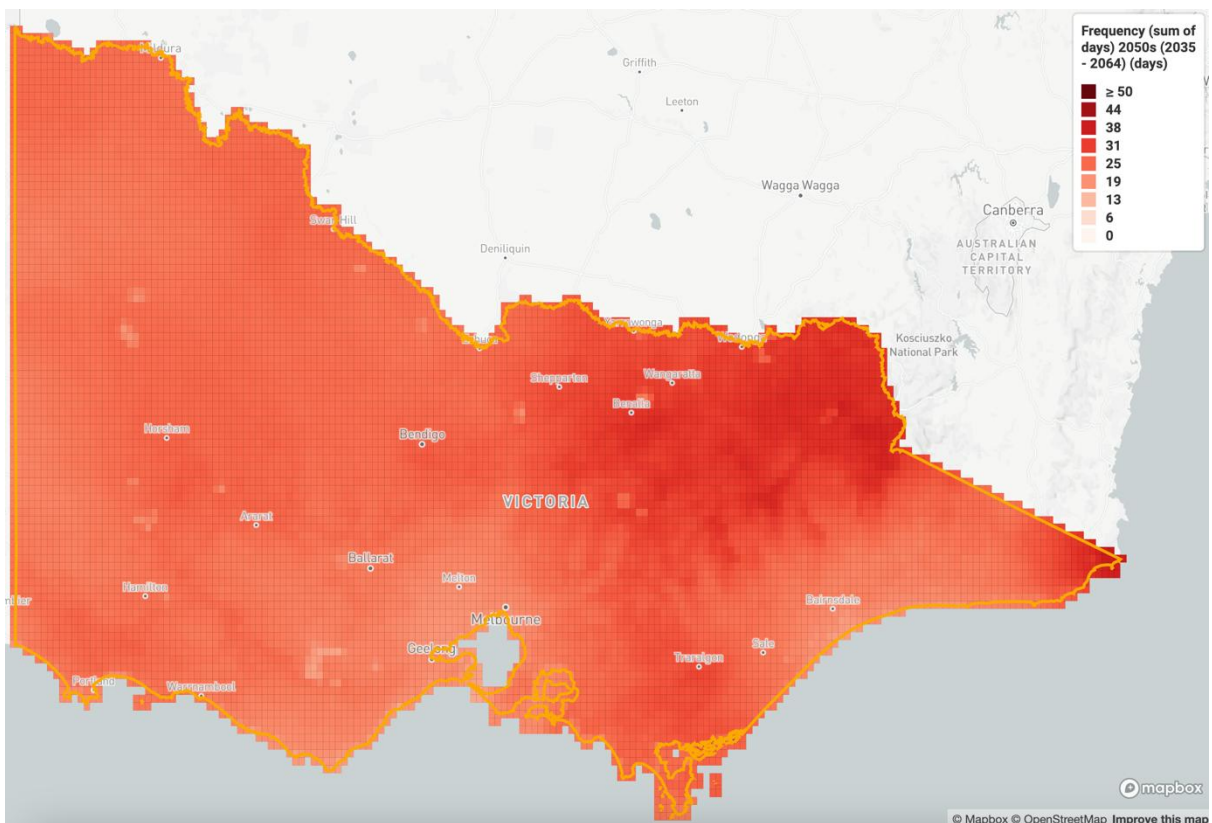 Frequency (sum of
days) 2050s (2035
- 2064) (days)
≥ 50
44
38
31
25
19
13
6
0
Griffith
Leeton
Wagga Wagga
Canberra
AUSTRALIAN
CAPITAL
TERRITORY
Swan Hill
Deniliquin
Kosciuszko
National Park
Shepparton
Wangaratta
Benalla
Horsham
Bendigo
VICTORIA
Ararat
Ballarat
Melton
Hamilton
Melbourne
Bairnsdale
Geelong
Sale
Traralgon
Portland
Warrnambool
mapbox
© Mapbox © OpenStreetMap Improve this map